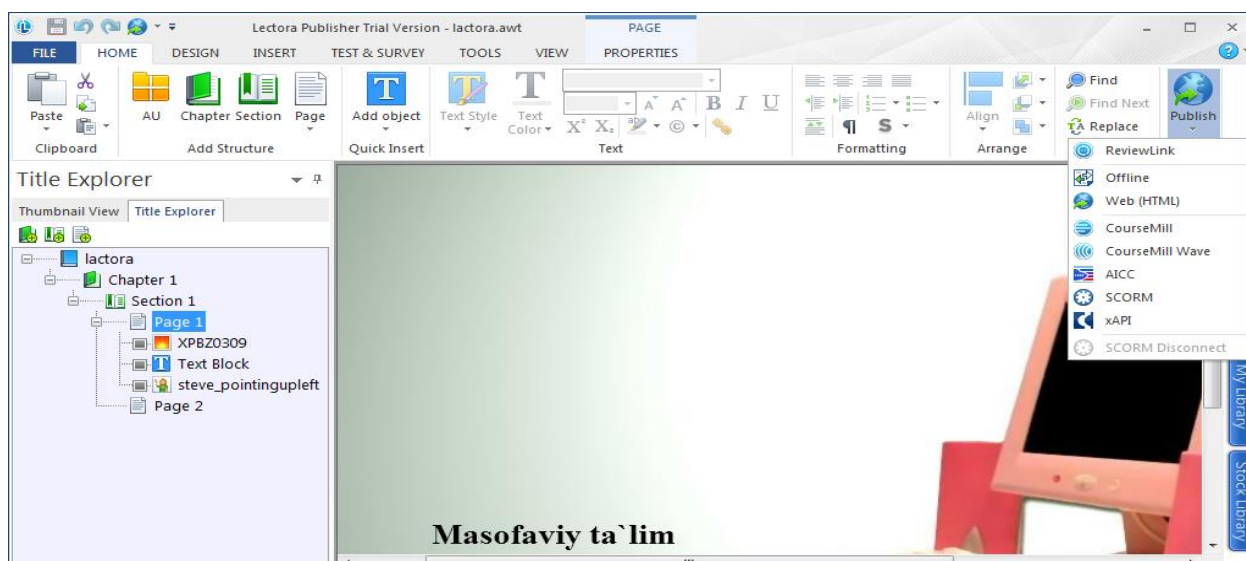 Lectora Publisher Trial Version - lactora.awt
PAGE
FILE HOME DESIGN INSERT TEST & SURVEY TOOLS VIEW PROPERTIES
Paste
AU Chapter Section Page
Add object
Text Style
Text Color
B I U
X² X₂
¶ S
Align
Find
Find Next
Replace
Publish
Clipboard Add Structure Quick Insert Text Formatting Arrange
ReviewLink
Offline
Web (HTML)
CourseMill
CourseMill Wave
AICC
SCORM
xAPI
SCORM Disconnect
Title Explorer
Thumbnail View Title Explorer
lactora
Chapter 1
Section 1
Page 1
XPBZ0309
Text Block
steve_pointingupleft
Page 2
Masofaviy ta`lim
My Library
Stock Library